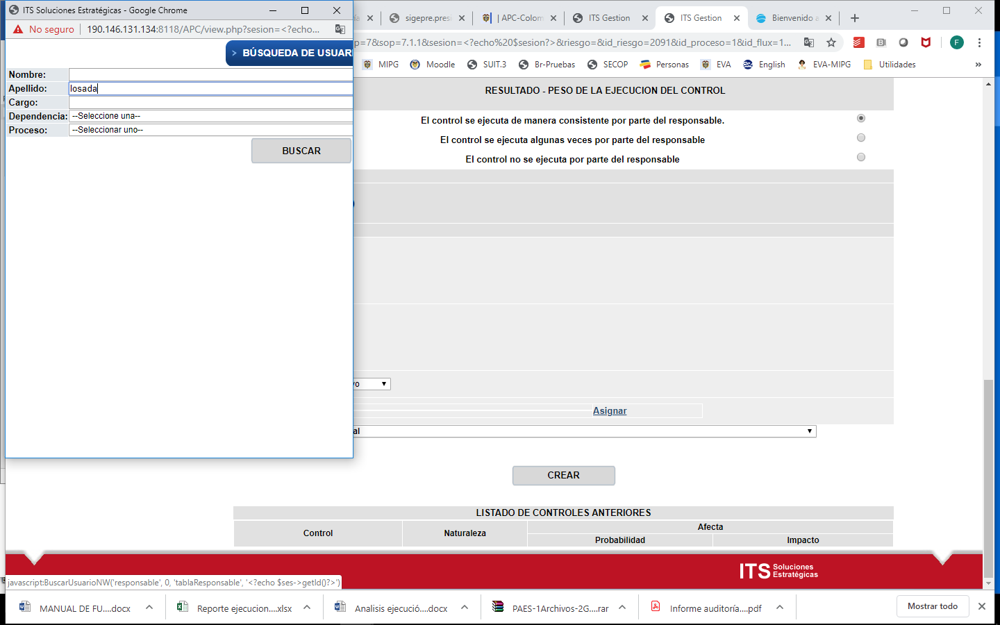 ITS Soluciones Estratégicas - Google Chrome
No seguro
190.146.131.134:8118/APC/view.php?sesion=<?echo...
> BÚSQUEDA DE USUARI
Nombre:
Apellido:
losada
Cargo:
Dependencia:
--Seleccione una--
Proceso:
--Seleccionar uno--
BUSCAR
sigepre.presi
| APC-Colom
ITS Gestion
ITS Gestion
Bienvenido a
p=7&sop=7.1.1&sesion=<?echo%20$sesion?>&riesgo=&id_riesgo=2091&id_proceso=1&id_flux=1...
F
MIPG
Moodle
SUIT.3
Br-Pruebas
SECOP
Personas
EVA
English
EVA-MIPG
Utilidades
»
RESULTADO - PESO DE LA EJECUCION DEL CONTROL
El control se ejecuta de manera consistente por parte del responsable.
El control se ejecuta algunas veces por parte del responsable
El control no se ejecuta por parte del responsable
vo
Asignar
al
CREAR
LISTADO DE CONTROLES ANTERIORES
Control
Naturaleza
Afecta
Probabilidad
Impacto
ITS Soluciones
Estratégicas
javascript:BuscarUsuarioNW('responsable', 0, 'tablaResponsable', '<?echo $ses->getId()?>')
MANUAL DE FU....docx
Reporte ejecucion....xlsx
Analisis ejecució....docx
PAES-1Archivos-2G....rar
Informe auditoría....pdf
Mostrar todo